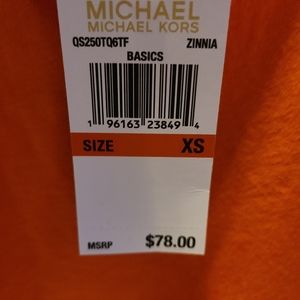 MICHAEL
MICHAEL KORS
QS250TQ6TF ZINNIA
BASICS
1 96163 23849 4
SIZE XS
MSRP $78.00